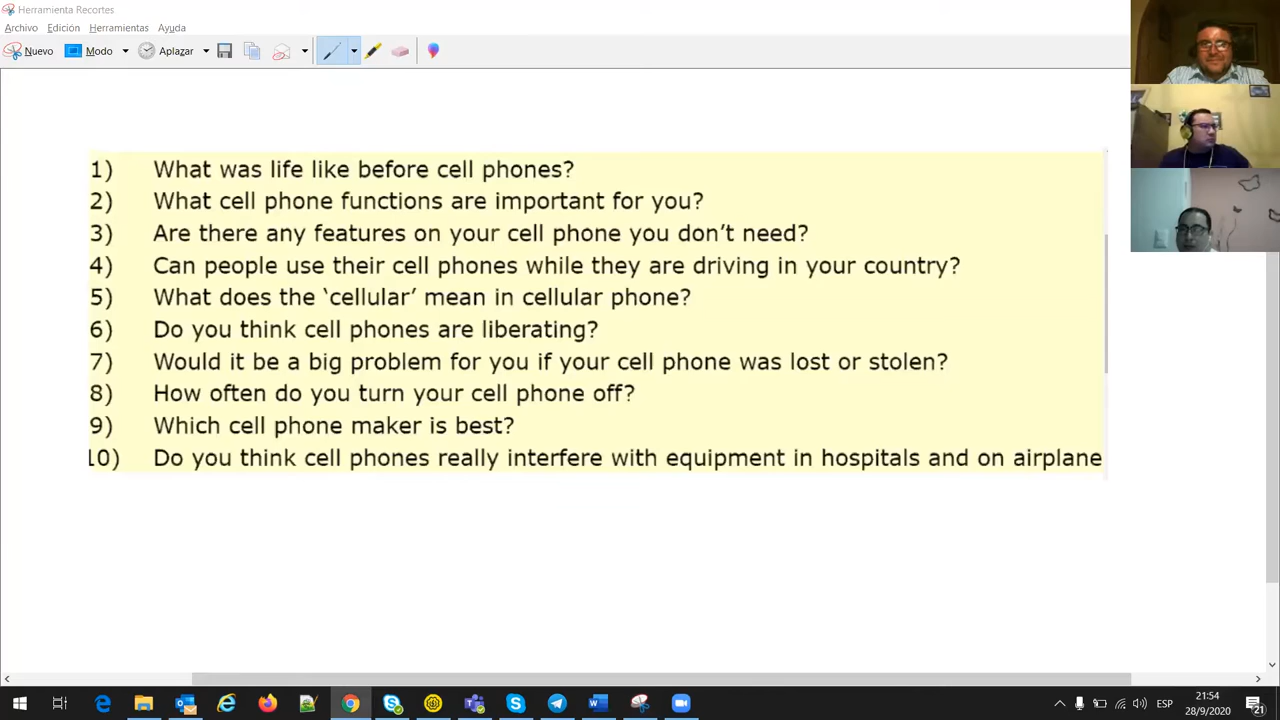 Herramienta Recortes
Archivo Edición Herramientas Ayuda
Nuevo Modo Aplazar
1) What was life like before cell phones?
2) What cell phone functions are important for you?
3) Are there any features on your cell phone you don’t need?
4) Can people use their cell phones while they are driving in your country?
5) What does the ‘cellular’ mean in cellular phone?
6) Do you think cell phones are liberating?
7) Would it be a big problem for you if your cell phone was lost or stolen?
8) How often do you turn your cell phone off?
9) Which cell phone maker is best?
10) Do you think cell phones really interfere with equipment in hospitals and on airplane
ESP
21:54
28/9/2020
21